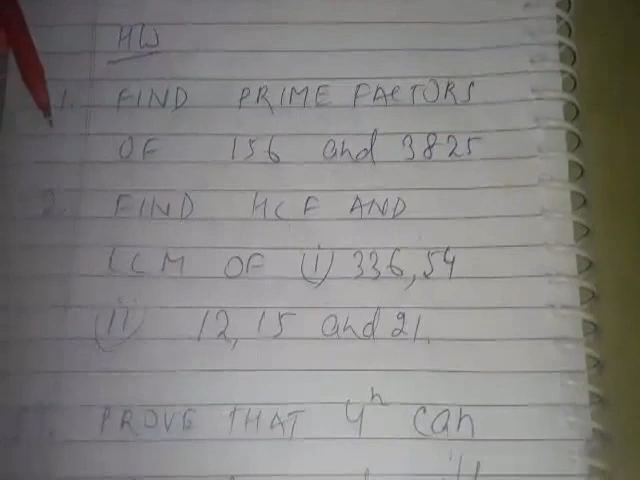 HW
1. FIND PRIME FACTORS
OF 156 and 3825
2. FIND HCF AND
LCM OF (i) 336, 54
(ii) 12, 15 and 21.
PROVE THAT 4ⁿ can